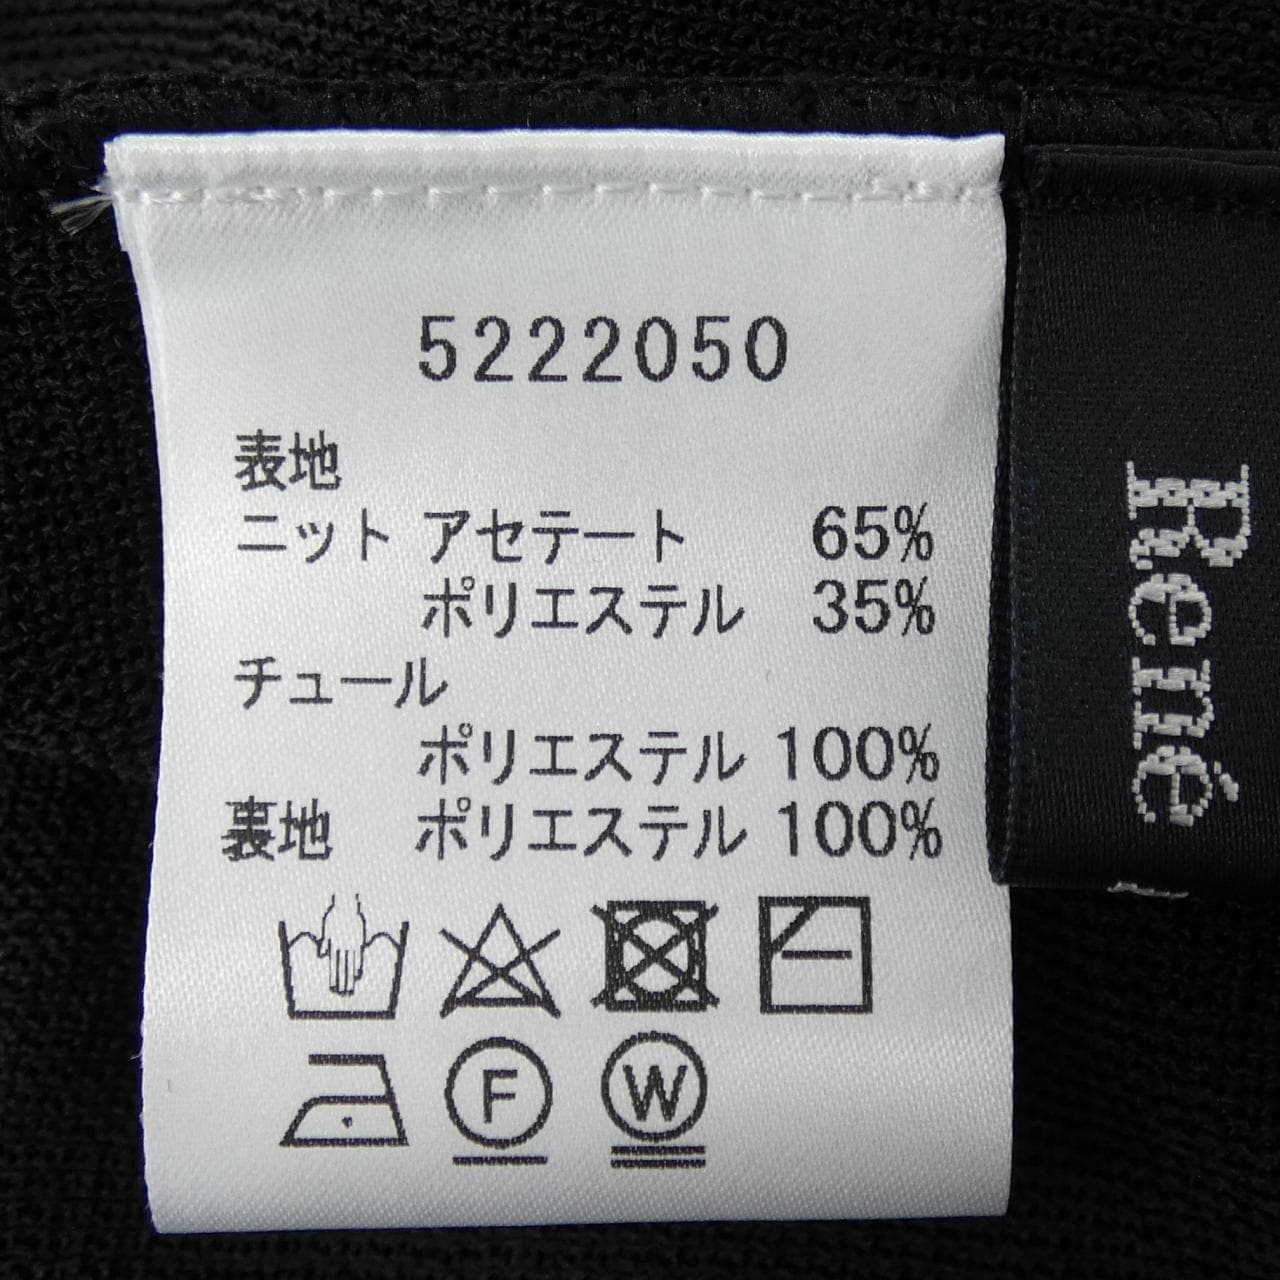 5222050
表地
ニット アセテート 65%
ポリエステル 35%
チュール
ポリエステル 100%
裏地 ポリエステル 100%
F
W
René